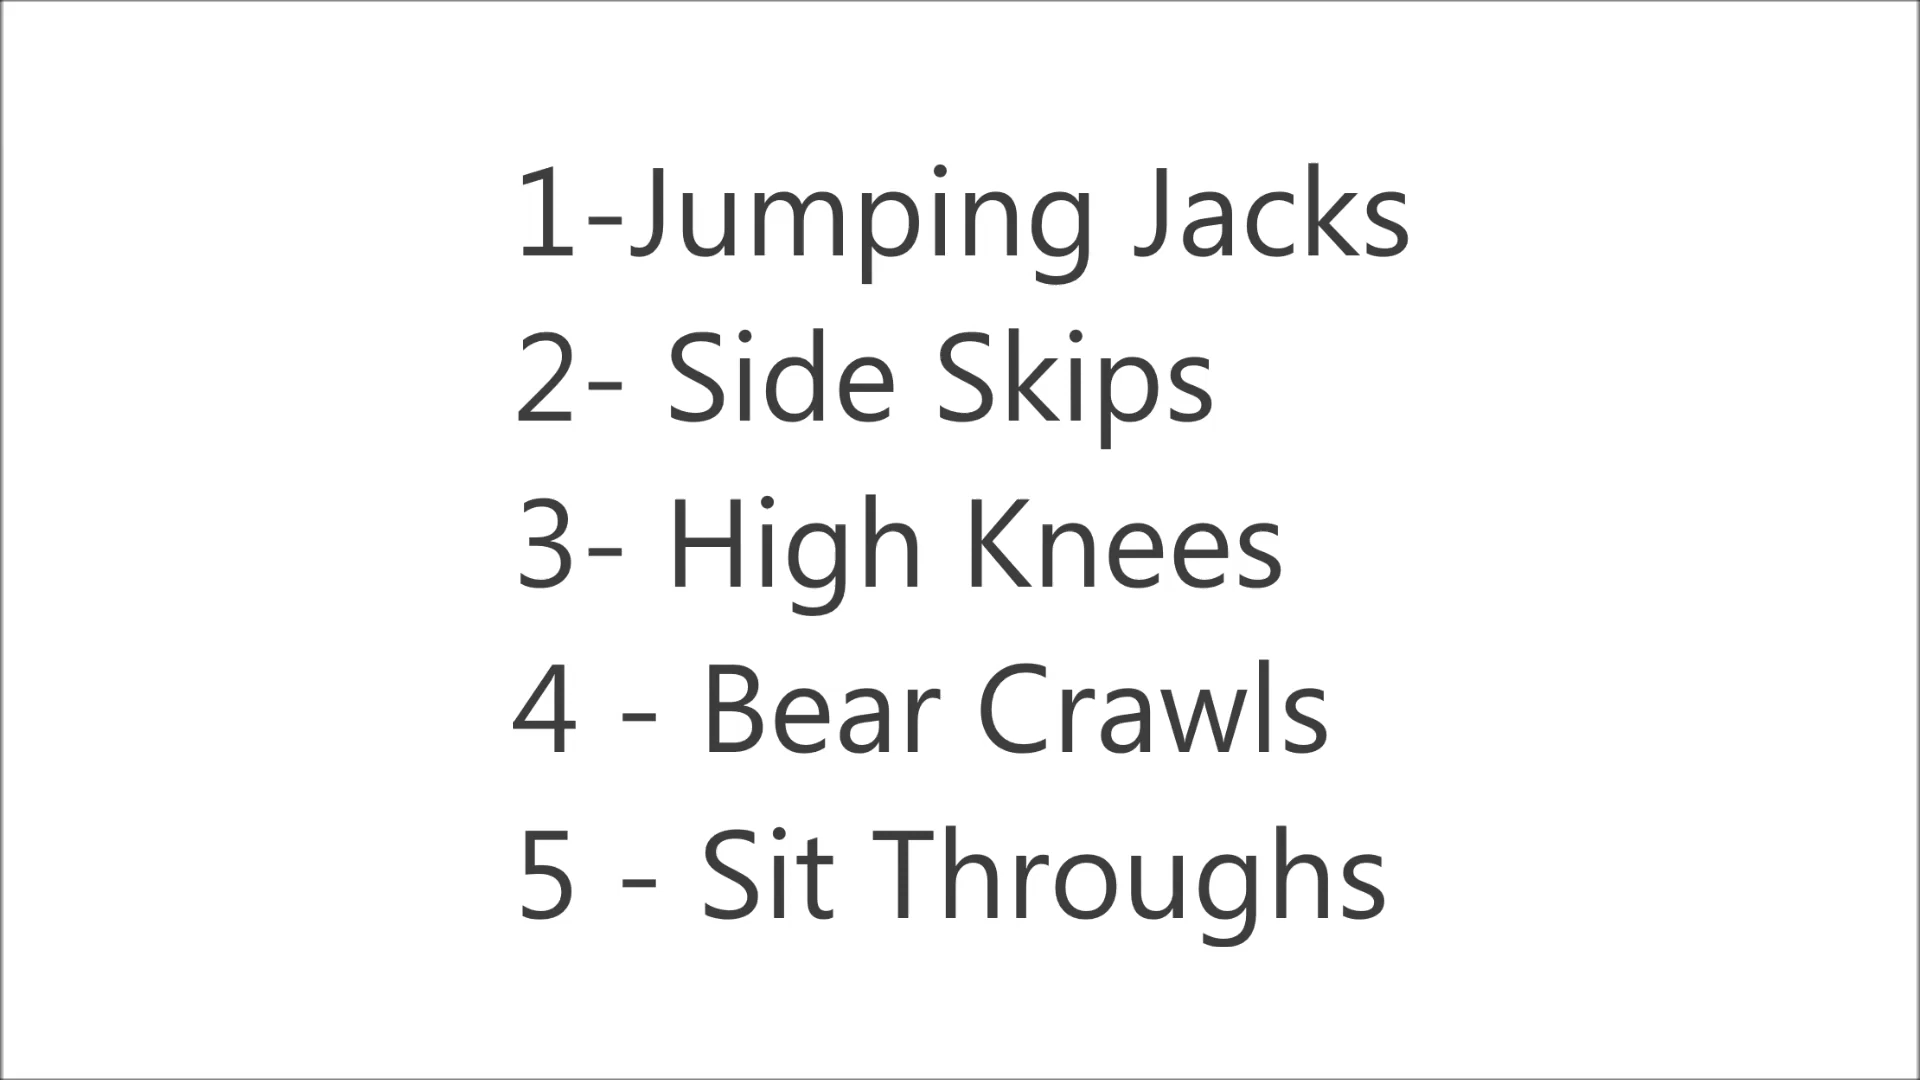 1-Jumping Jacks
2- Side Skips
3- High Knees
4 - Bear Crawls
5 - Sit Throughs